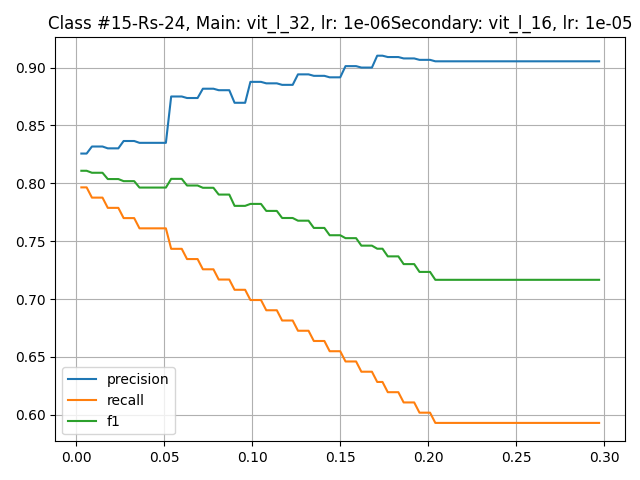 Class #15-Rs-24, Main: vit_l_32, lr: 1e-06Secondary: vit_l_16, lr: 1e-05
0.90
0.85
0.80
0.75
0.70
0.65
0.60
precision
recall
f1
0.00 0.05 0.10 0.15 0.20 0.25 0.30